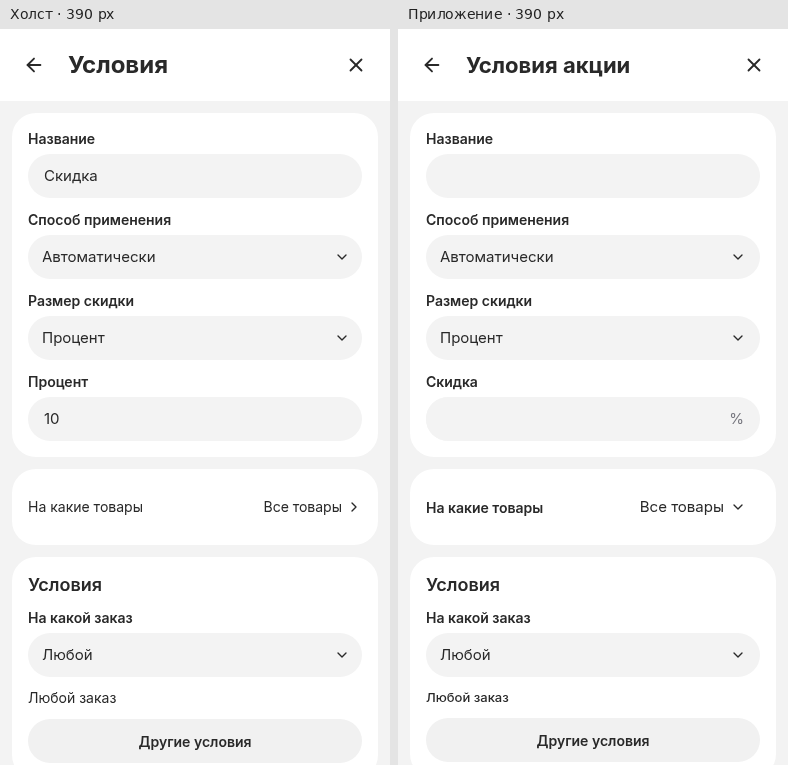 Холст · 390 px
Условия
Название
Скидка
Способ применения
Автоматически
Размер скидки
Процент
Процент
10
На какие товары Все товары
Условия
На какой заказ
Любой
Любой заказ
Другие условия
Приложение · 390 px
Условия акции
Название
Способ применения
Автоматически
Размер скидки
Процент
Скидка
%
На какие товары Все товары
Условия
На какой заказ
Любой
Любой заказ
Другие условия